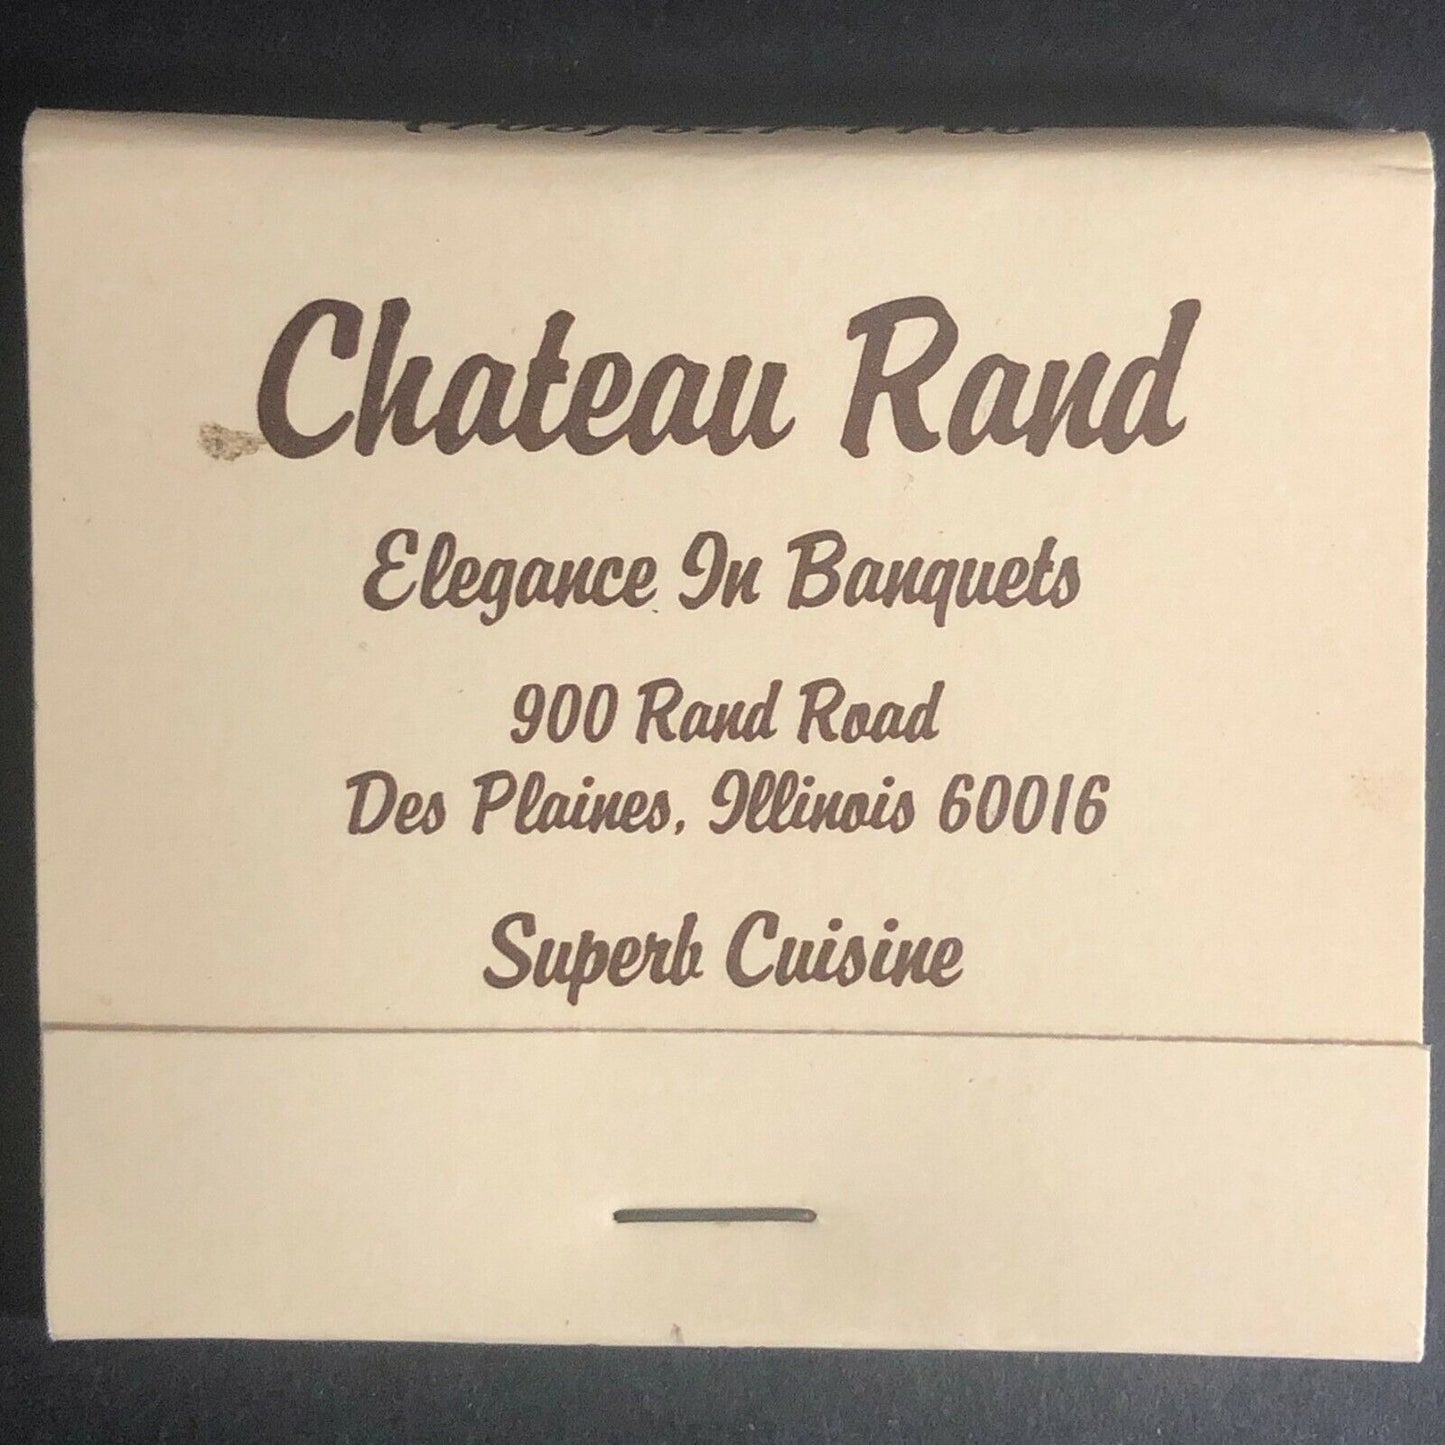 Chateau Rand
Elegance In Banquets
900 Rand Road
Des Plaines, Illinois 60016
Superb Cuisine